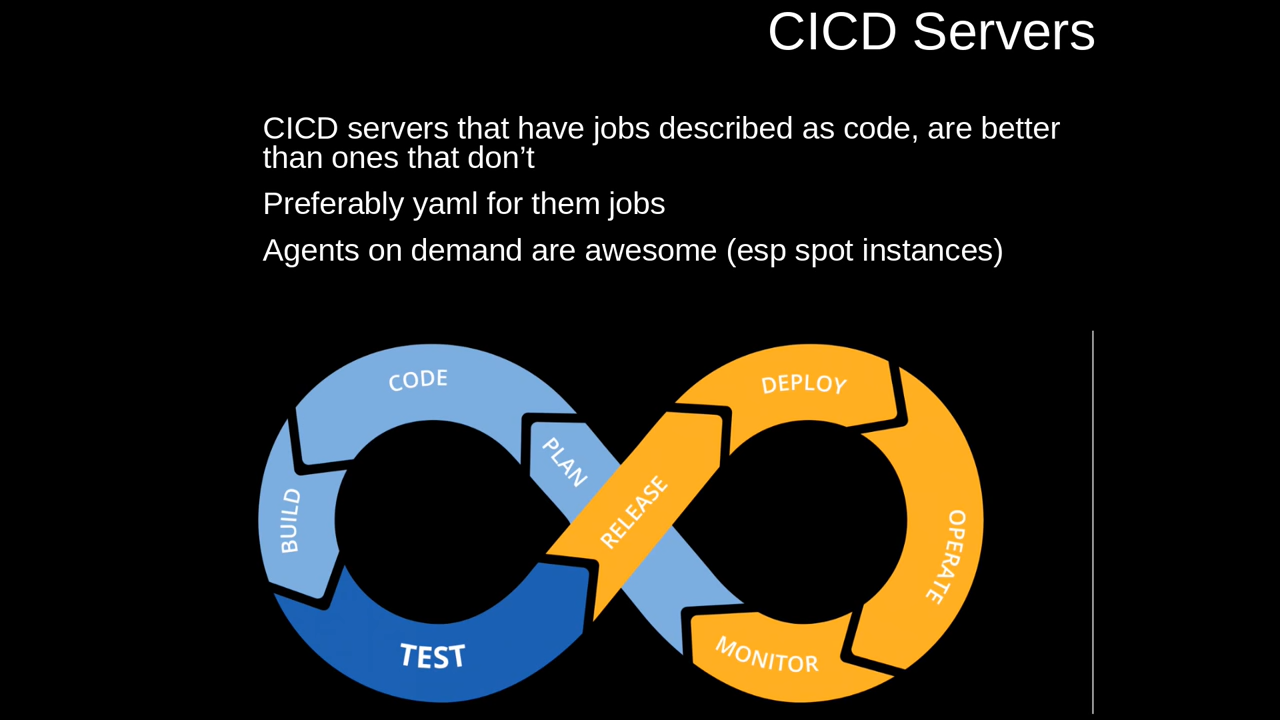 CICD Servers
CICD servers that have jobs described as code, are better
than ones that don’t
Preferably yaml for them jobs
Agents on demand are awesome (esp spot instances)
CODE
DEPLOY
PLAN
RELEASE
BUILD
OPERATE
TEST
MONITOR